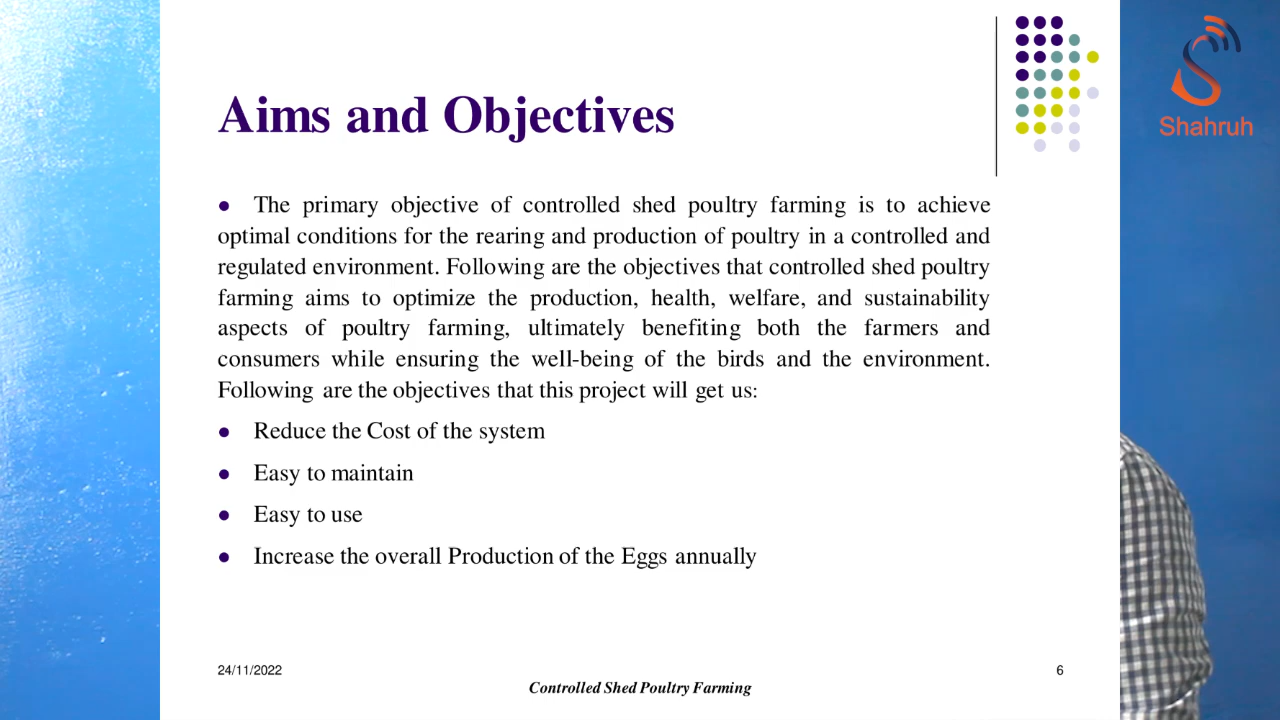 Shahruh
Aims and Objectives
● The primary objective of controlled shed poultry farming is to achieve
optimal conditions for the rearing and production of poultry in a controlled and
regulated environment. Following are the objectives that controlled shed poultry
farming aims to optimize the production, health, welfare, and sustainability
aspects of poultry farming, ultimately benefiting both the farmers and
consumers while ensuring the well-being of the birds and the environment.
Following are the objectives that this project will get us:
● Reduce the Cost of the system
● Easy to maintain
● Easy to use
● Increase the overall Production of the Eggs annually
24/11/2022
6
Controlled Shed Poultry Farming